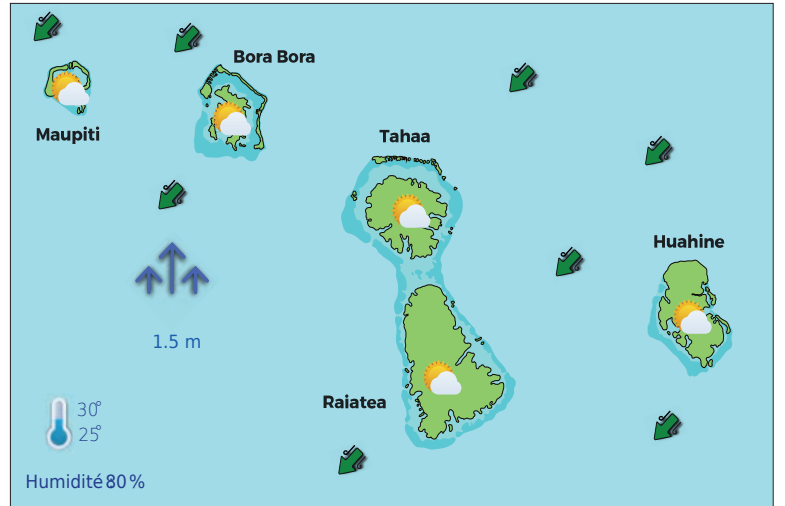 Bora Bora
Maupiti
Tahaa
Huahine
1.5 m
Raiatea
30°
25°
Humidité 80 %